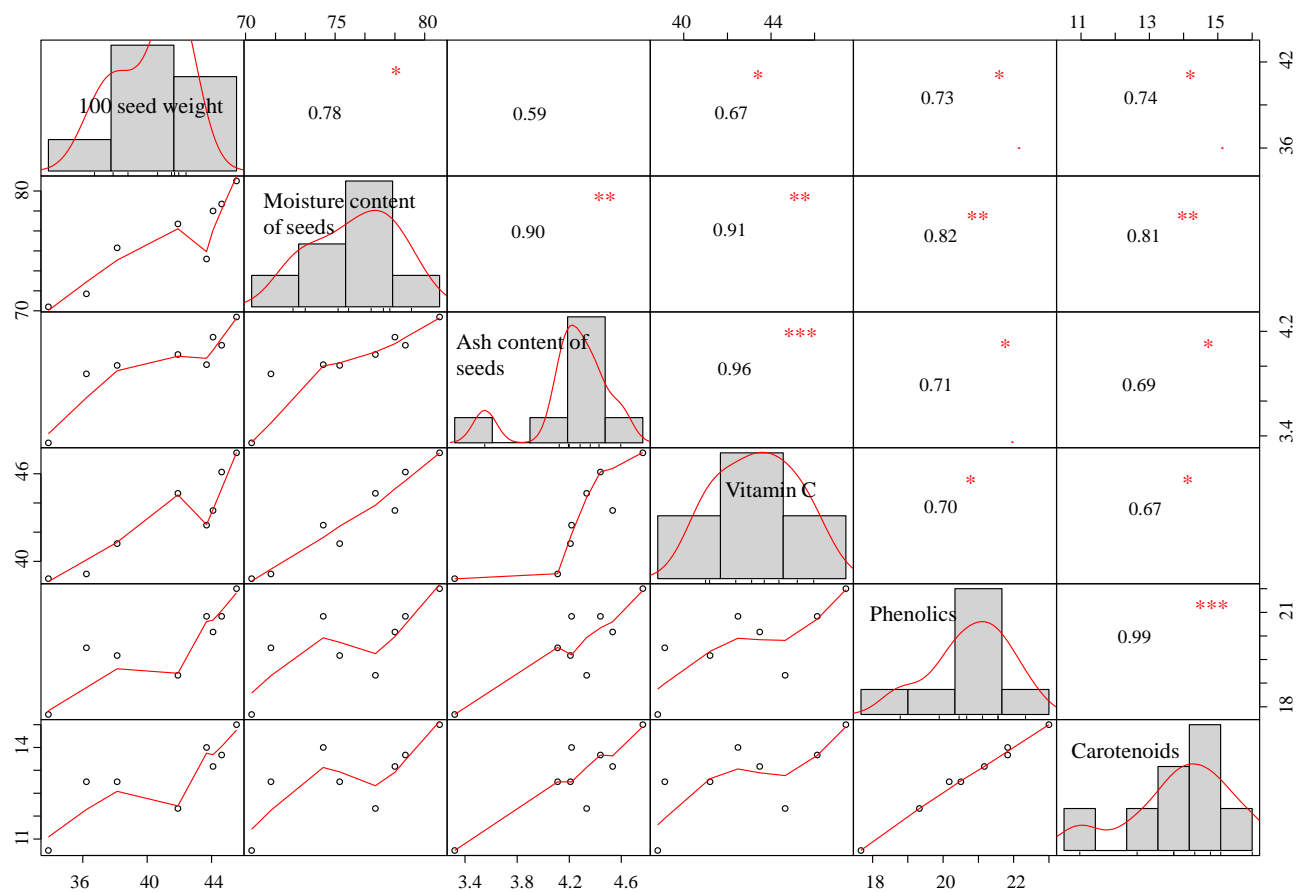 70 75 80 40 44 11 13 15
100 seed weight
0.78 *
0.59
0.67 *
0.73 *
0.74 *
42
36
80
70
Moisture content
of seeds
0.90 **
0.91 **
0.82 **
0.81 **
Ash content of
seeds
0.96 ***
0.71 *
0.69 *
4.2
3.4
46
40
Vitamin C
0.70 *
0.67 *
Phenolics
0.99 ***
21
18
14
11
Carotenoids
36 40 44 3.4 3.8 4.2 4.6 18 20 22